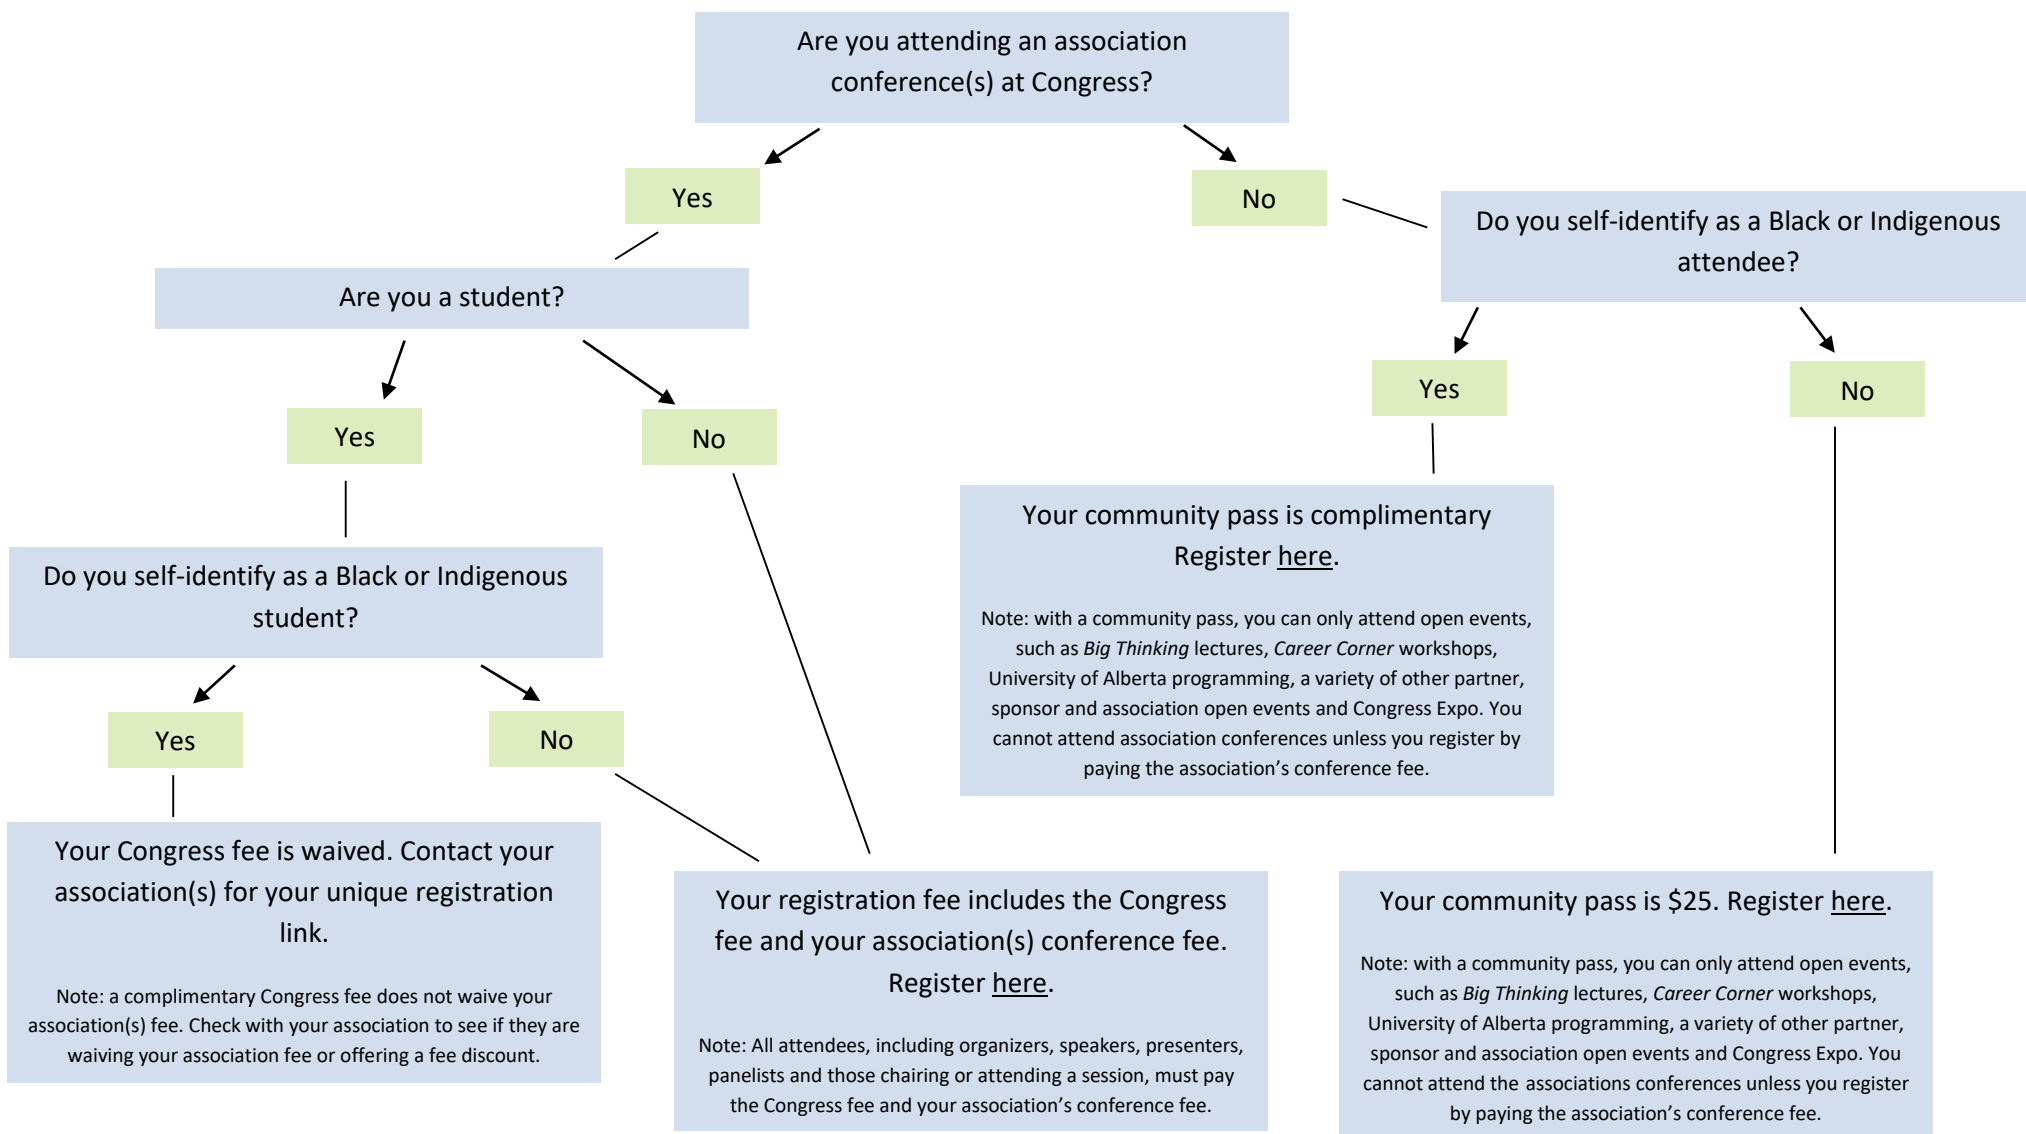 Are you attending an association
conference(s) at Congress?
Yes
No
Do you self-identify as a Black or Indigenous
attendee?
Are you a student?
Yes
No
Yes
No
Your community pass is complimentary
Register here.
Note: with a community pass, you can only attend open events,
such as Big Thinking lectures, Career Corner workshops,
University of Alberta programming, a variety of other partner,
sponsor and association open events and Congress Expo. You
cannot attend association conferences unless you register by
paying the association’s conference fee.
Do you self-identify as a Black or Indigenous
student?
Yes
No
Your Congress fee is waived. Contact your
association(s) for your unique registration
link.
Note: a complimentary Congress fee does not waive your
association(s) fee. Check with your association to see if they are
waiving your association fee or offering a fee discount.
Your registration fee includes the Congress
fee and your association(s) conference fee.
Register here.
Note: All attendees, including organizers, speakers, presenters,
panelists and those chairing or attending a session, must pay
the Congress fee and your association’s conference fee.
Your community pass is $25. Register here.
Note: with a community pass, you can only attend open events,
such as Big Thinking lectures, Career Corner workshops,
University of Alberta programming, a variety of other partner,
sponsor and association open events and Congress Expo. You
cannot attend the associations conferences unless you register
by paying the association’s conference fee.